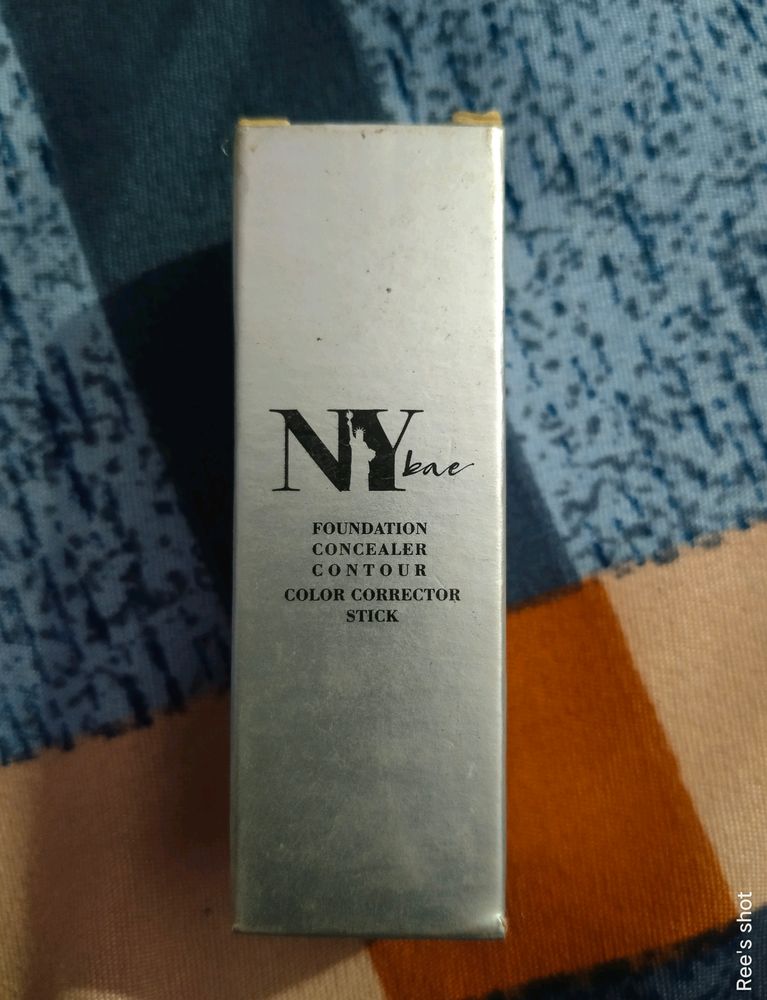 NY bae
FOUNDATION
CONCEALER
CONTOUR
COLOR CORRECTOR
STICK
Ree's shot